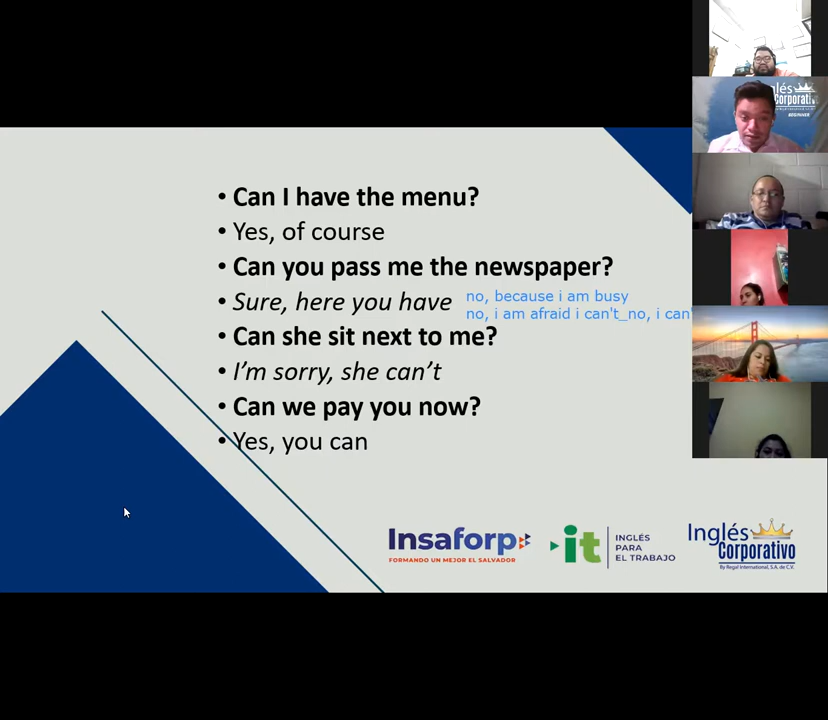 • Can I have the menu?
• Yes, of course
• Can you pass me the newspaper?
• Sure, here you have
no, because i am busy
no, i am afraid i can't_no, i can'
• Can she sit next to me?
• I'm sorry, she can't
• Can we pay you now?
• Yes, you can
Insaforp
FORMANDO UN MEJOR EL SALVADOR
it
INGLÉS
PARA
EL TRABAJO
Inglés
Corporativo
By Regal International, S.A. de C.V.
glés
Corporativ
BEGINNER